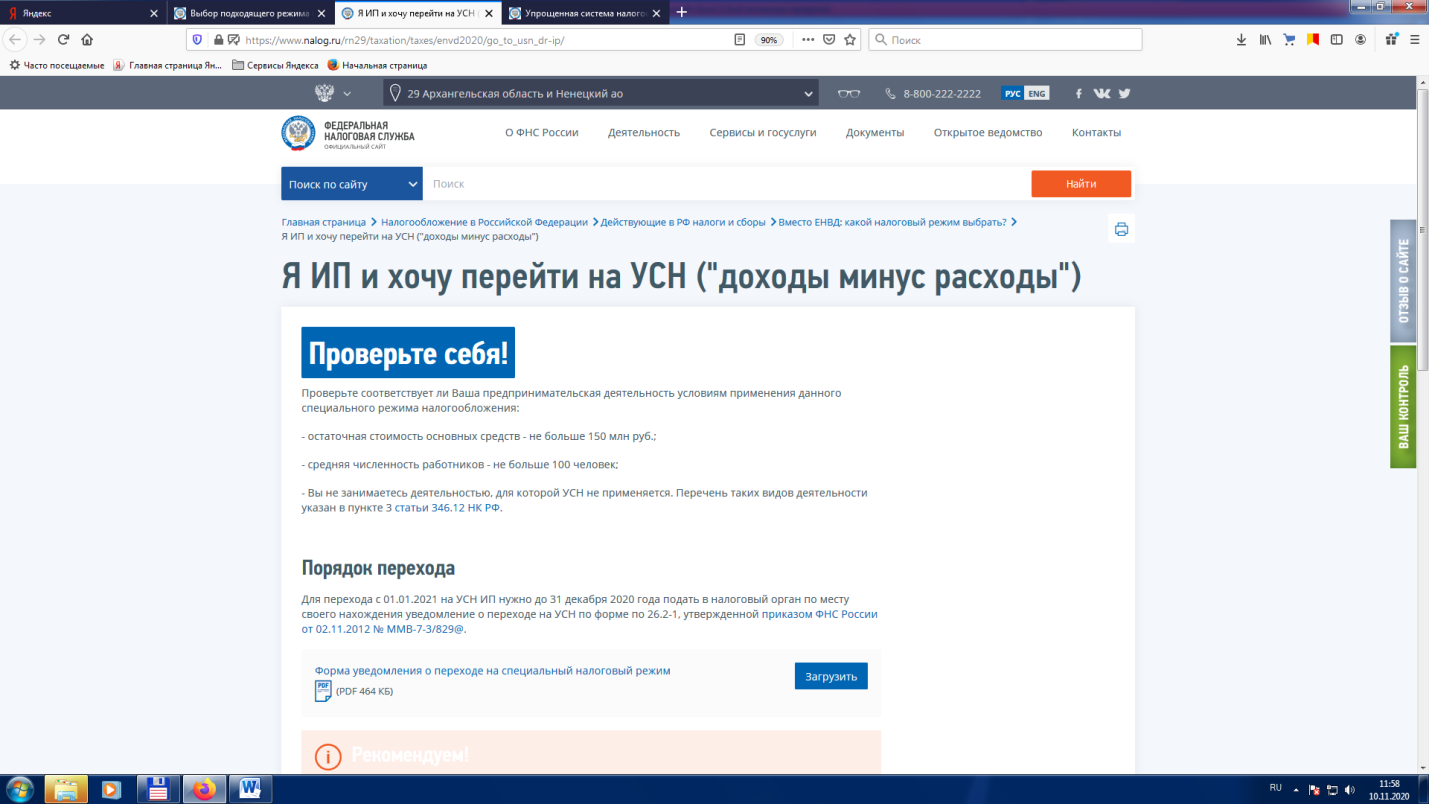 Яндекс
Выбор подходящего режима
Я ИП и хочу перейти на УСН (
Упрощенная система налого
https://www.nalog.ru/rn29/taxation/taxes/envd2020/go_to_usn_dr-ip/
90%
Поиск
Часто посещаемые
Главная страница Ян...
Сервисы Яндекса
Начальная страница
29 Архангельская область и Ненецкий ао
8-800-222-2222
РУС ENG
ФЕДЕРАЛЬНАЯ
НАЛОГОВАЯ СЛУЖБА
ОФИЦИАЛЬНЫЙ САЙТ
О ФНС России
Деятельность
Сервисы и госуслуги
Документы
Открытое ведомство
Контакты
Поиск по сайту
Поиск
Найти
Главная страница > Налогообложение в Российской Федерации > Действующие в РФ налоги и сборы > Вместо ЕНВД: какой налоговый режим выбрать? >
Я ИП и хочу перейти на УСН ("доходы минус расходы")
Я ИП и хочу перейти на УСН ("доходы минус расходы")
ОТЗЫВ О САЙТЕ
ВАШ КОНТРОЛЬ
Проверьте себя!
Проверьте соответствует ли Ваша предпринимательская деятельность условиям применения данного
специального режима налогообложения:
- остаточная стоимость основных средств - не больше 150 млн руб.;
- средняя численность работников - не больше 100 человек;
- Вы не занимаетесь деятельностью, для которой УСН не применяется. Перечень таких видов деятельности
указан в пункте 3 статьи 346.12 НК РФ.
Порядок перехода
Для перехода с 01.01.2021 на УСН ИП нужно до 31 декабря 2020 года подать в налоговый орган по месту
своего нахождения уведомление о переходе на УСН по форме по 26.2-1, утвержденной приказом ФНС России
от 02.11.2012 № ММВ-7-3/829@.
Форма уведомления о переходе на специальный налоговый режим
PDF
(PDF 464 КБ)
Загрузить
Рекомендуем!
RU
11:58
10.11.2020